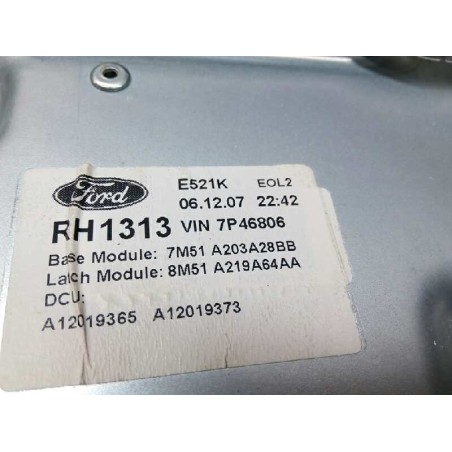 Ford E521K EOL2
06.12.07 22:42
RH1313 VIN 7P46806
Base Module: 7M51 A203A28BB
Latch Module: 8M51 A219A64AA
DCU:
A12019365 A12019373